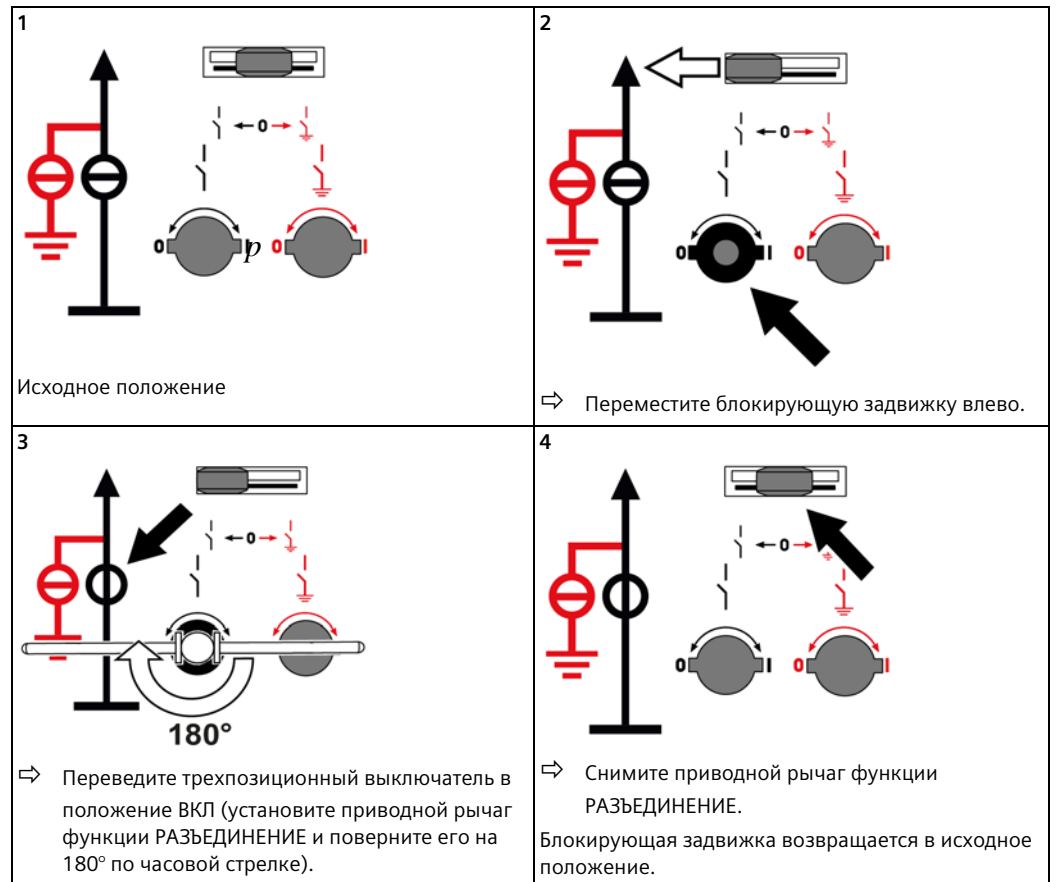 1
0
0 I p 0 I
Исходное положение
2
0
0 I 0 I
⇨ Переместите блокирующую задвижку влево.
3
0
180°
⇨ Переведите трехпозиционный выключатель в
положение ВКЛ (установите приводной рычаг
функции РАЗЪЕДИНЕНИЕ и поверните его на
180° по часовой стрелке).
4
0
0 I 0 I
⇨ Снимите приводной рычаг функции
РАЗЪЕДИНЕНИЕ.
Блокирующая задвижка возвращается в исходное
положение.